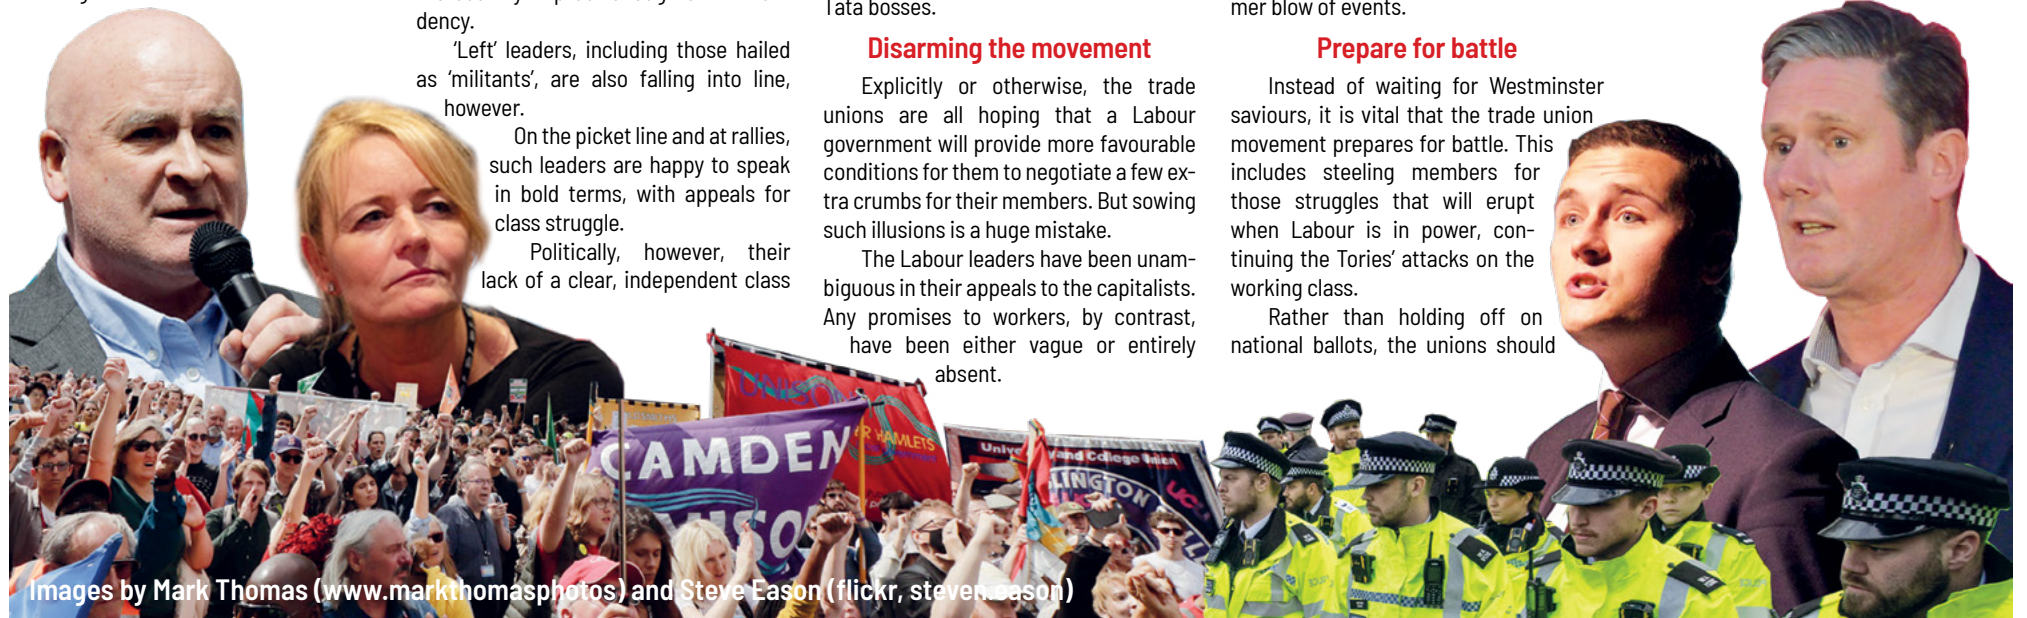 dency.
‘Left’ leaders, including those hailed
as ‘militants’, are also falling into line,
however.
On the picket line and at rallies,
such leaders are happy to speak
in bold terms, with appeals for
class struggle.
Politically, however, their
lack of a clear, independent class
Tata bosses.
Disarming the movement
Explicitly or otherwise, the trade
unions are all hoping that a Labour
government will provide more favourable
conditions for them to negotiate a few ex-
tra crumbs for their members. But sowing
such illusions is a huge mistake.
The Labour leaders have been unam-
biguous in their appeals to the capitalists.
Any promises to workers, by contrast,
have been either vague or entirely
absent.
mer blow of events.
Prepare for battle
Instead of waiting for Westminster
saviours, it is vital that the trade union
movement prepares for battle. This
includes steeling members for
those struggles that will erupt
when Labour is in power, con-
tinuing the Tories’ attacks on the
working class.
Rather than holding off on
national ballots, the unions should
UNISON
HAMLETS
CAMDEN
and College Union
UCU
Images by Mark Thomas (www.markthomasphotos) and Steve Eason (flickr, steven.eason)